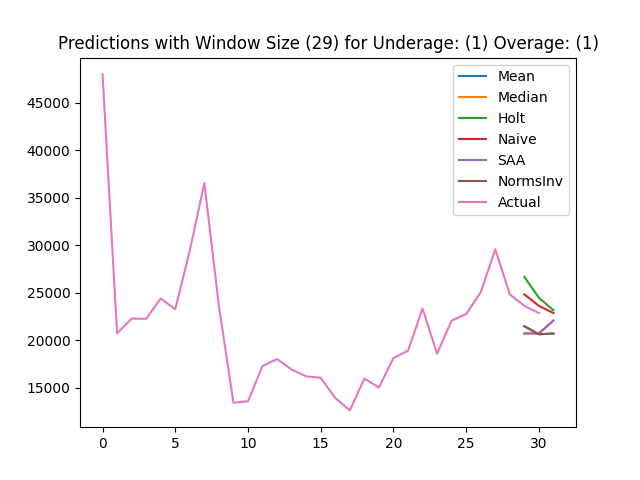 Predictions with Window Size (29) for Underage: (1) Overage: (1)
Mean
Median
Holt
Naive
SAA
NormsInv
Actual
45000
40000
35000
30000
25000
20000
15000
0 5 10 15 20 25 30